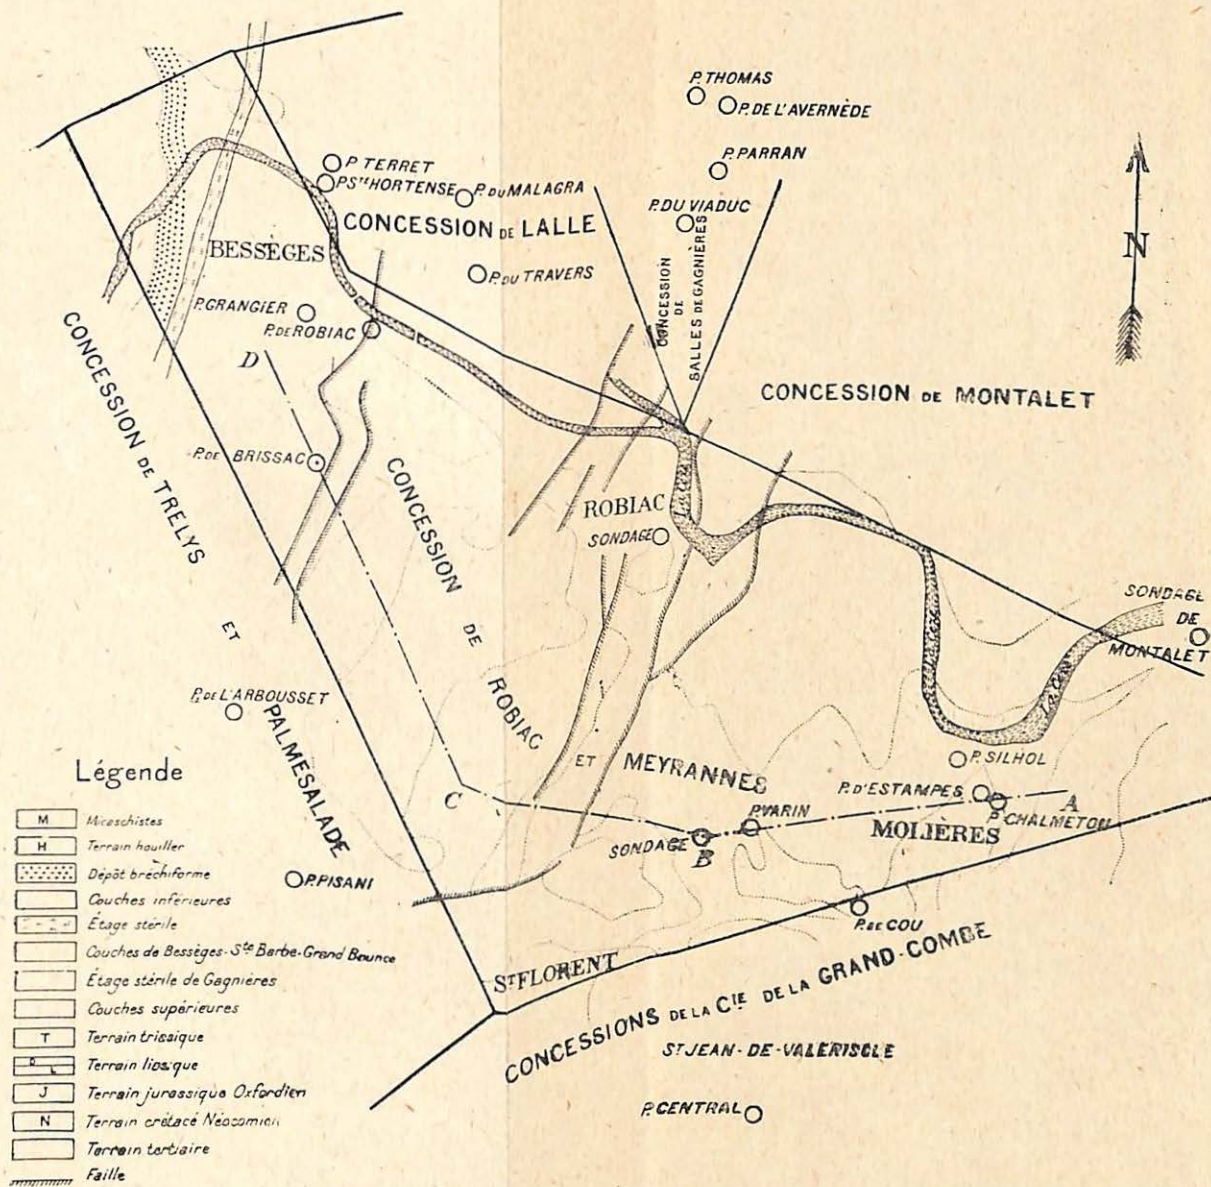 P. THOMAS
P. DE L'AVERNÈDE
P. PARRAN
P. TERRET
P. STE HORTENSE
P. DU MALAGRA
P. DU VIADUC
CONCESSION DE LALLE
BESSÈGES
P. DU TRAVERS
CONCESSION
DE
SALLES DE GAGNIÈRES
N
P. GRANGIER
P. DE ROBIAC
D
CONCESSION DE MONTALET
CONCESSION DE TRELYS
ET
PALMESALADE
P. DE BRISSAC
CONCESSION
DE
ROBIAC
ET
MEYRANNES
ROBIAC
SONDAGE
SONDAGE
DE
MONTALET
P. DE L'ARBOUSSET
P. SILHOL
P. D'ESTAMPES
A
P. CHALMETON
C
P. VARIN
MOLIÈRES
SONDAGE
B
P. PISANI
P. DE COU
ST FLORENT
CONCESSIONS DE LA CIE DE LA GRAND-COMBE
ST JEAN-DE-VALERISCLE
P. CENTRAL
Légende
M Micaschistes
H Terrain houiller
Dépôt bréchiforme
Couches inférieures
Étage stérile
Couches de Bessèges-Ste Barbe-Grand Baunce
Étage stérile de Gagnières
Couches supérieures
T Terrain triasique
L Terrain liasique
J Terrain jurassique Oxfordien
N Terrain crétacé Néocomien
Terrain tertiaire
Faille